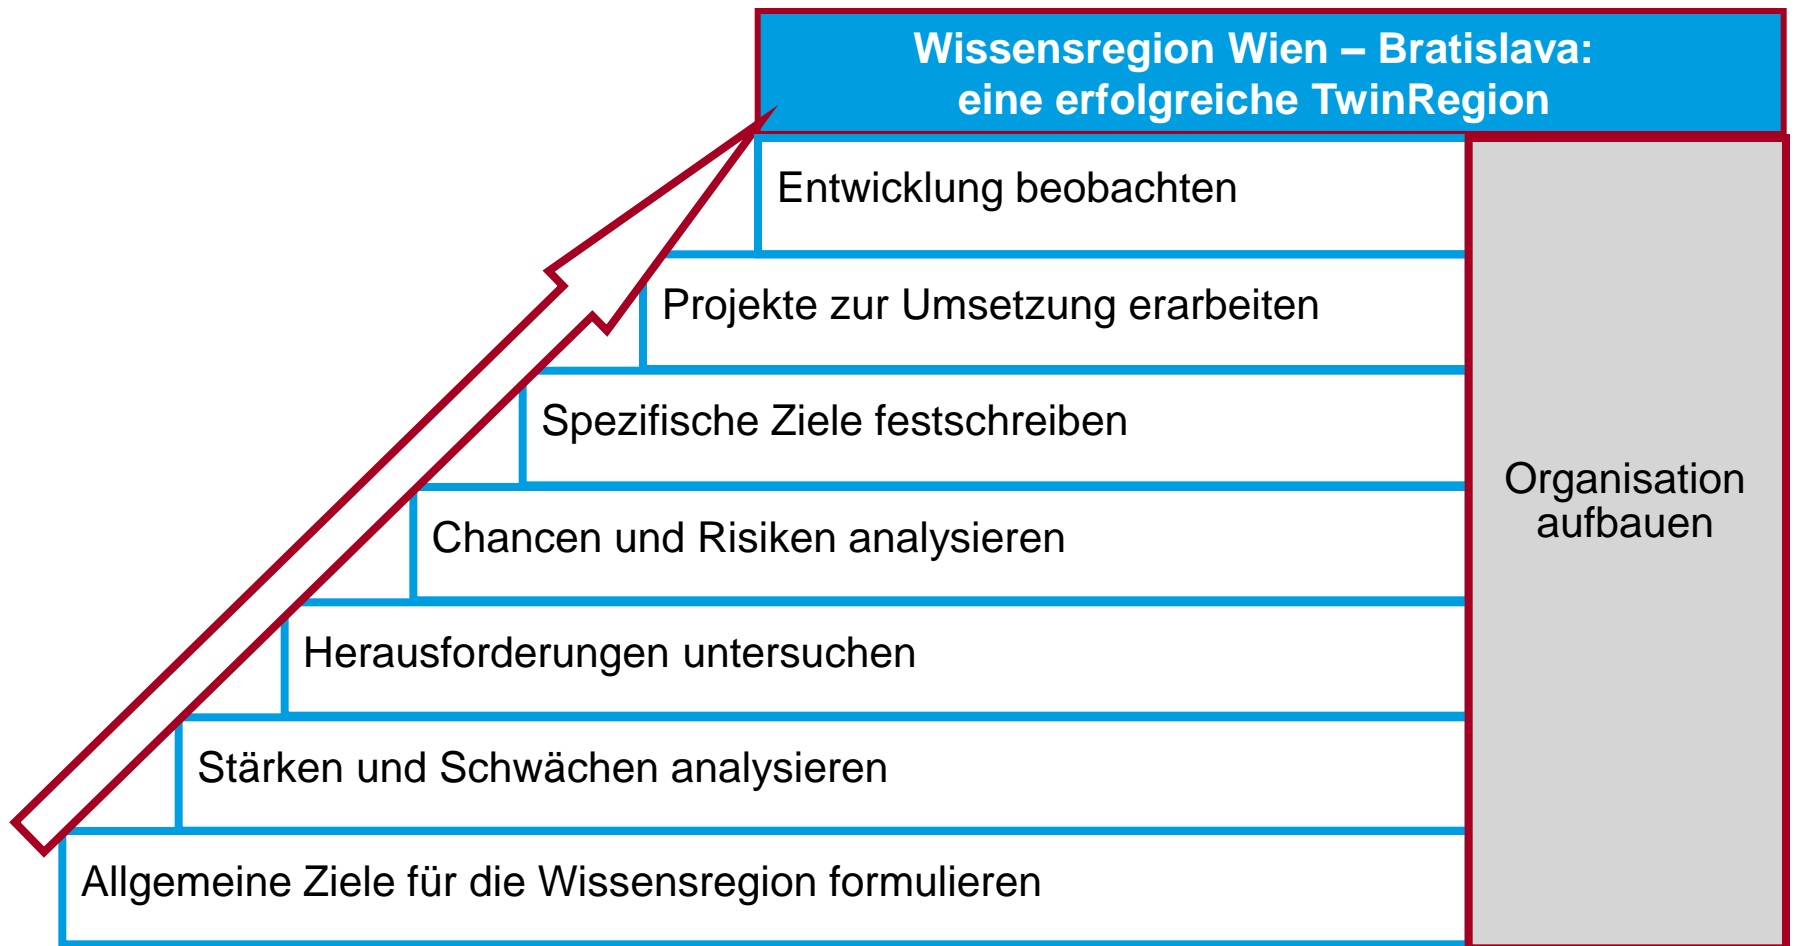 Wissensregion Wien – Bratislava:
eine erfolgreiche TwinRegion
Entwicklung beobachten
Projekte zur Umsetzung erarbeiten
Spezifische Ziele festschreiben
Chancen und Risiken analysieren
Herausforderungen untersuchen
Stärken und Schwächen analysieren
Allgemeine Ziele für die Wissensregion formulieren
Organisation
aufbauen